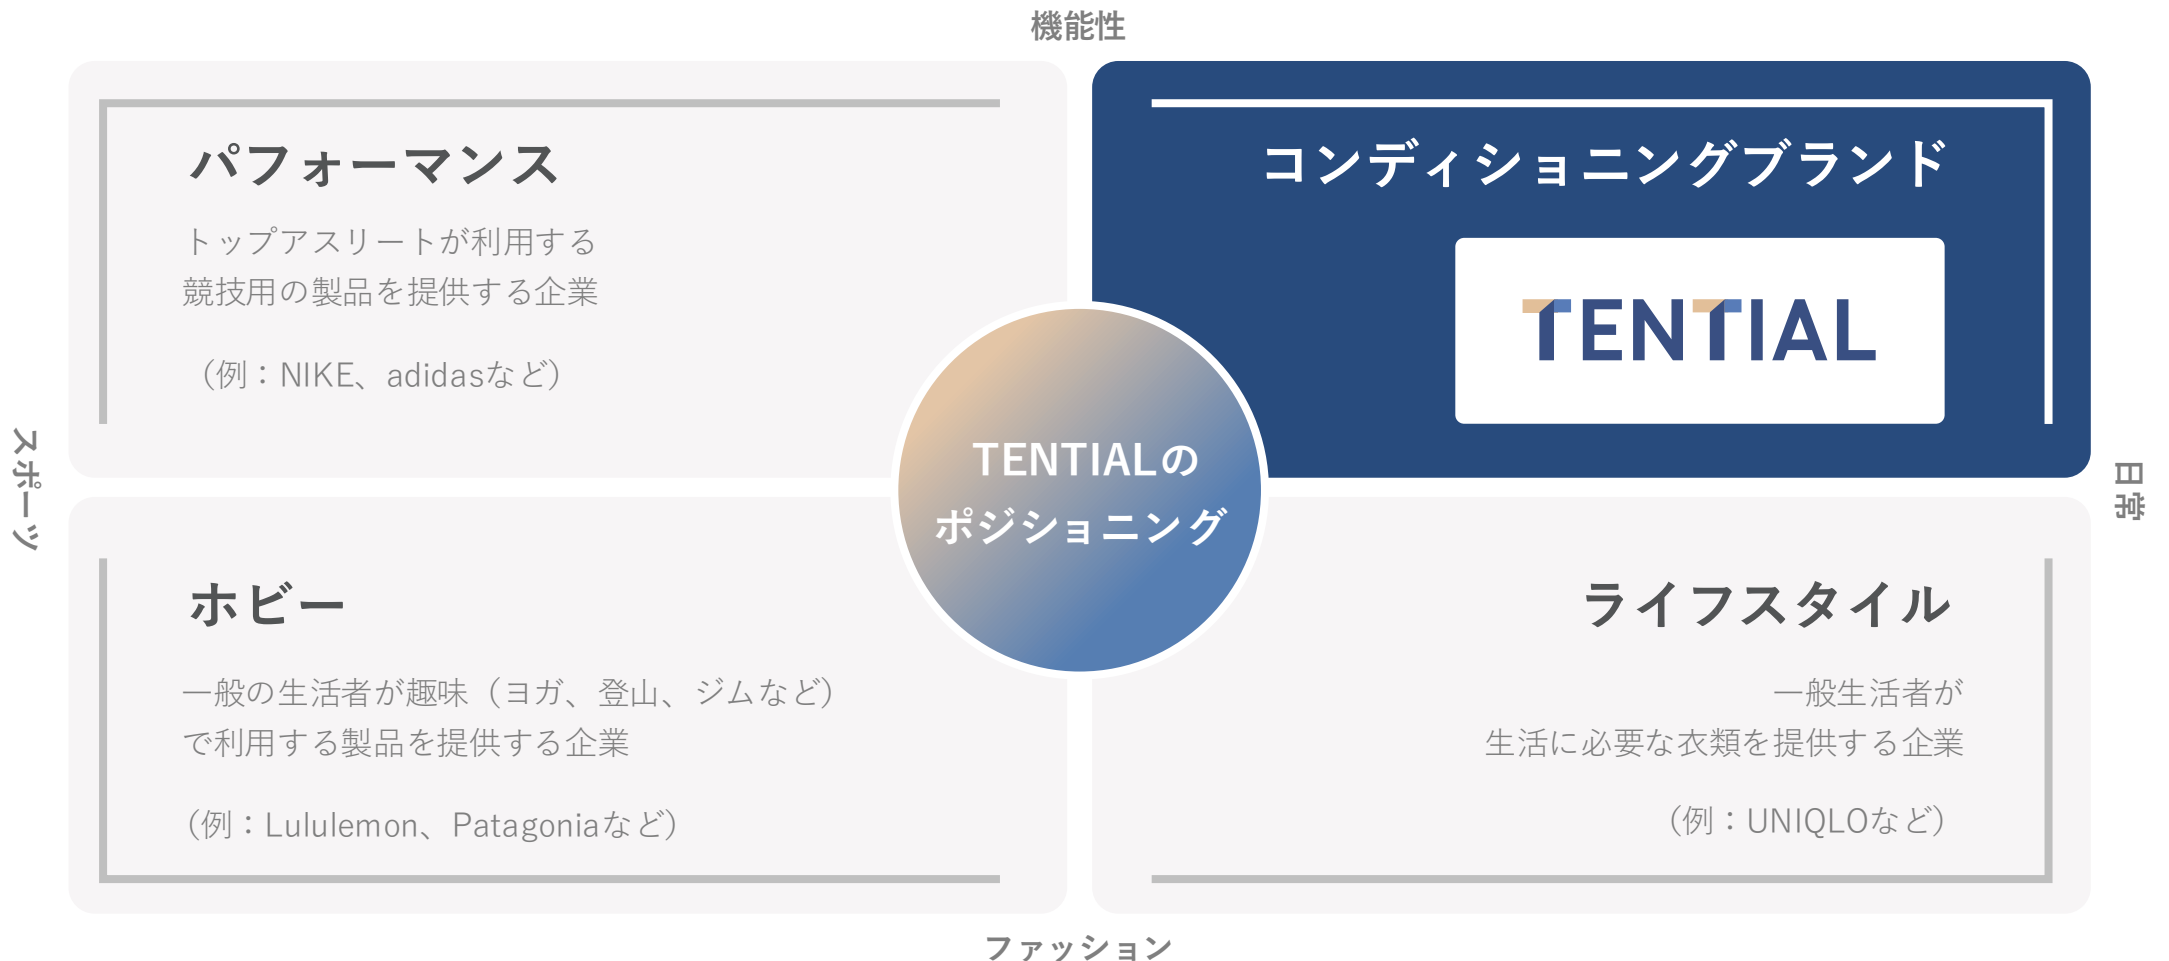 機能性
パフォーマンス
トップアスリートが利用する
競技用の製品を提供する企業
（例：NIKE、adidasなど）
コンディショニングブランド
TENTIAL
スポーツ
TENTIALの
ポジショニング
日常
ホビー
一般の生活者が趣味（ヨガ、登山、ジムなど）
で利用する製品を提供する企業
（例：Lululemon、Patagoniaなど）
ライフスタイル
一般生活者が
生活に必要な衣類を提供する企業
（例：UNIQLOなど）
ファッション